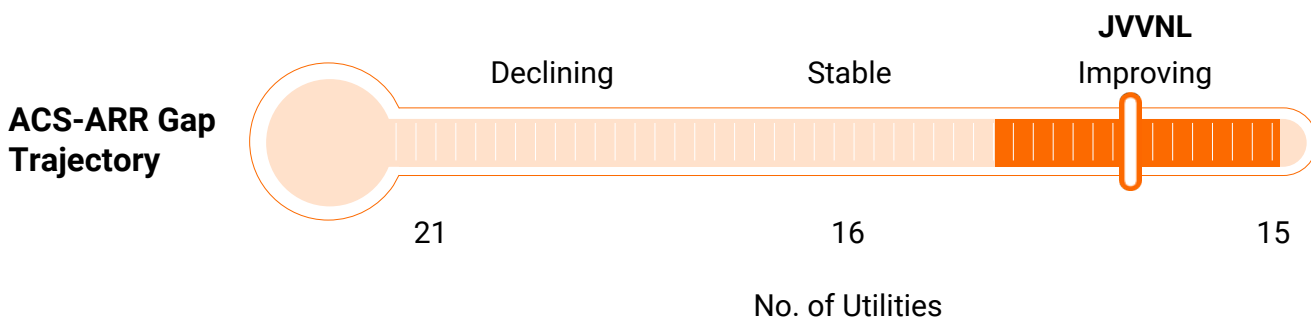 JVVNL
Declining Stable Improving
ACS-ARR Gap
Trajectory
21 16 15
No. of Utilities